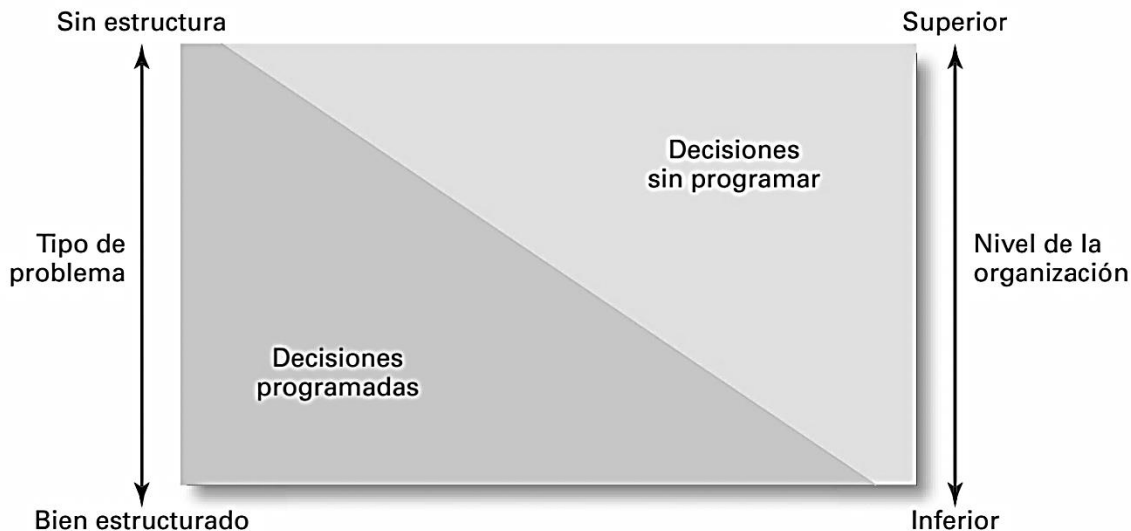 Sin estructura
Superior
Decisiones
sin programar
Tipo de
problema
Nivel de la
organización
Decisiones
programadas
Bien estructurado
Inferior